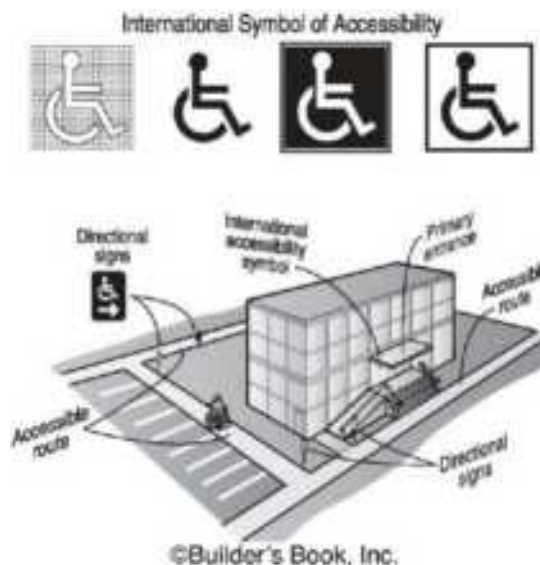 International Symbol of Accessibility
Directional
signs
International
accessibility
symbol
Primary
entrance
Accessible
route
Accessible
route
Directional
signs
©Builder's Book, Inc.